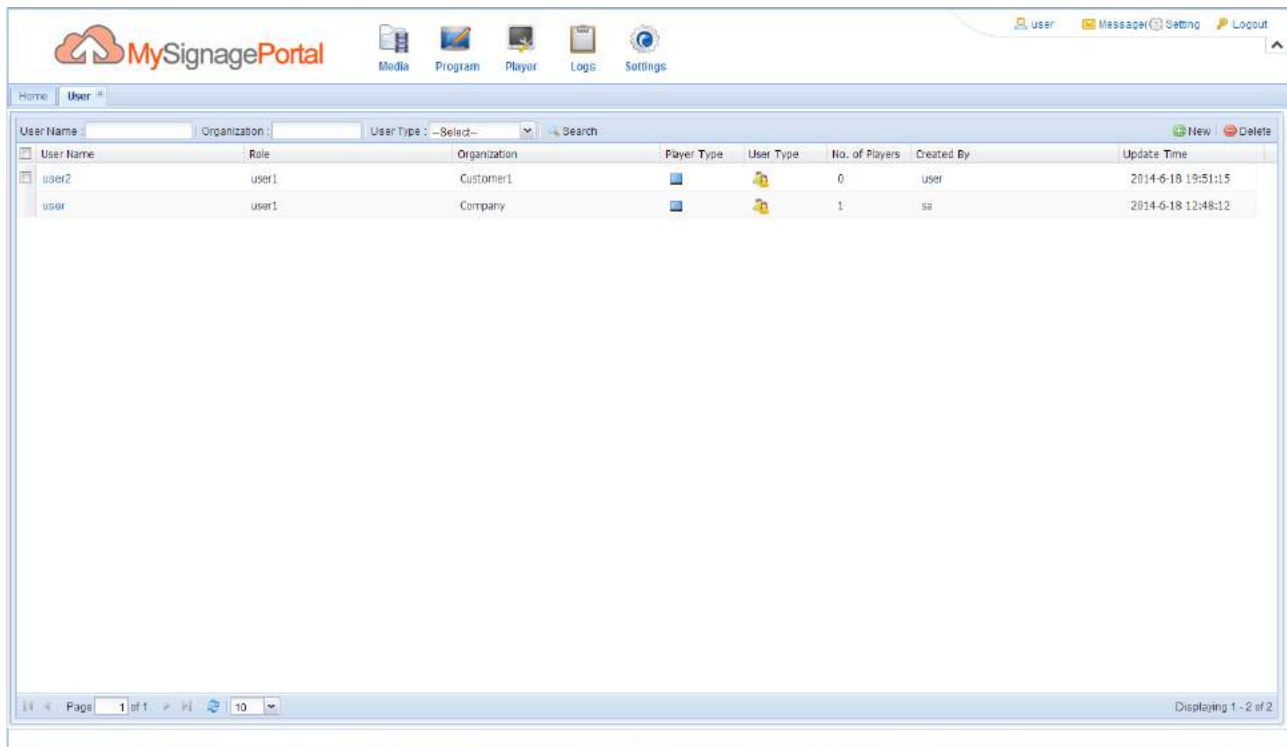 user Message( Setting Logout
MySignagePortal
Media Program Player Logs Settings
Home User
User Name : Organization : User Type : --Select-- Search New Delete
User Name Role Organization Player Type User Type No. of Players Created By Update Time
user2 user1 Customer1 0 user 2014-6-18 19:51:15
user user1 Company 1 sa 2014-6-18 12:48:12
Page 1 of 1 10 Displaying 1 - 2 of 2